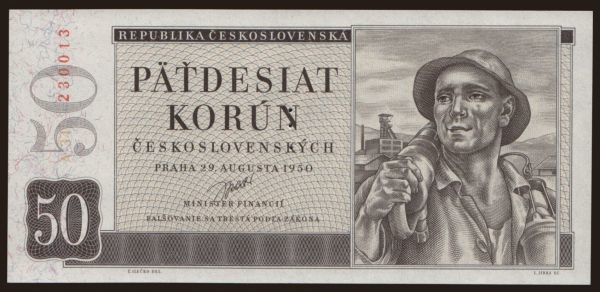 REPUBLIKA ČESKOSLOVENSKÁ
50
230013
PÄŤDESIAT
KORÚN
ČESKOSLOVENSKÝCH
PRAHA 29. AUGUSTA 1950
MINISTER FINANCIÍ
FALŠOVANIE SA TRESTÁ PODĽA ZÁKONA
50